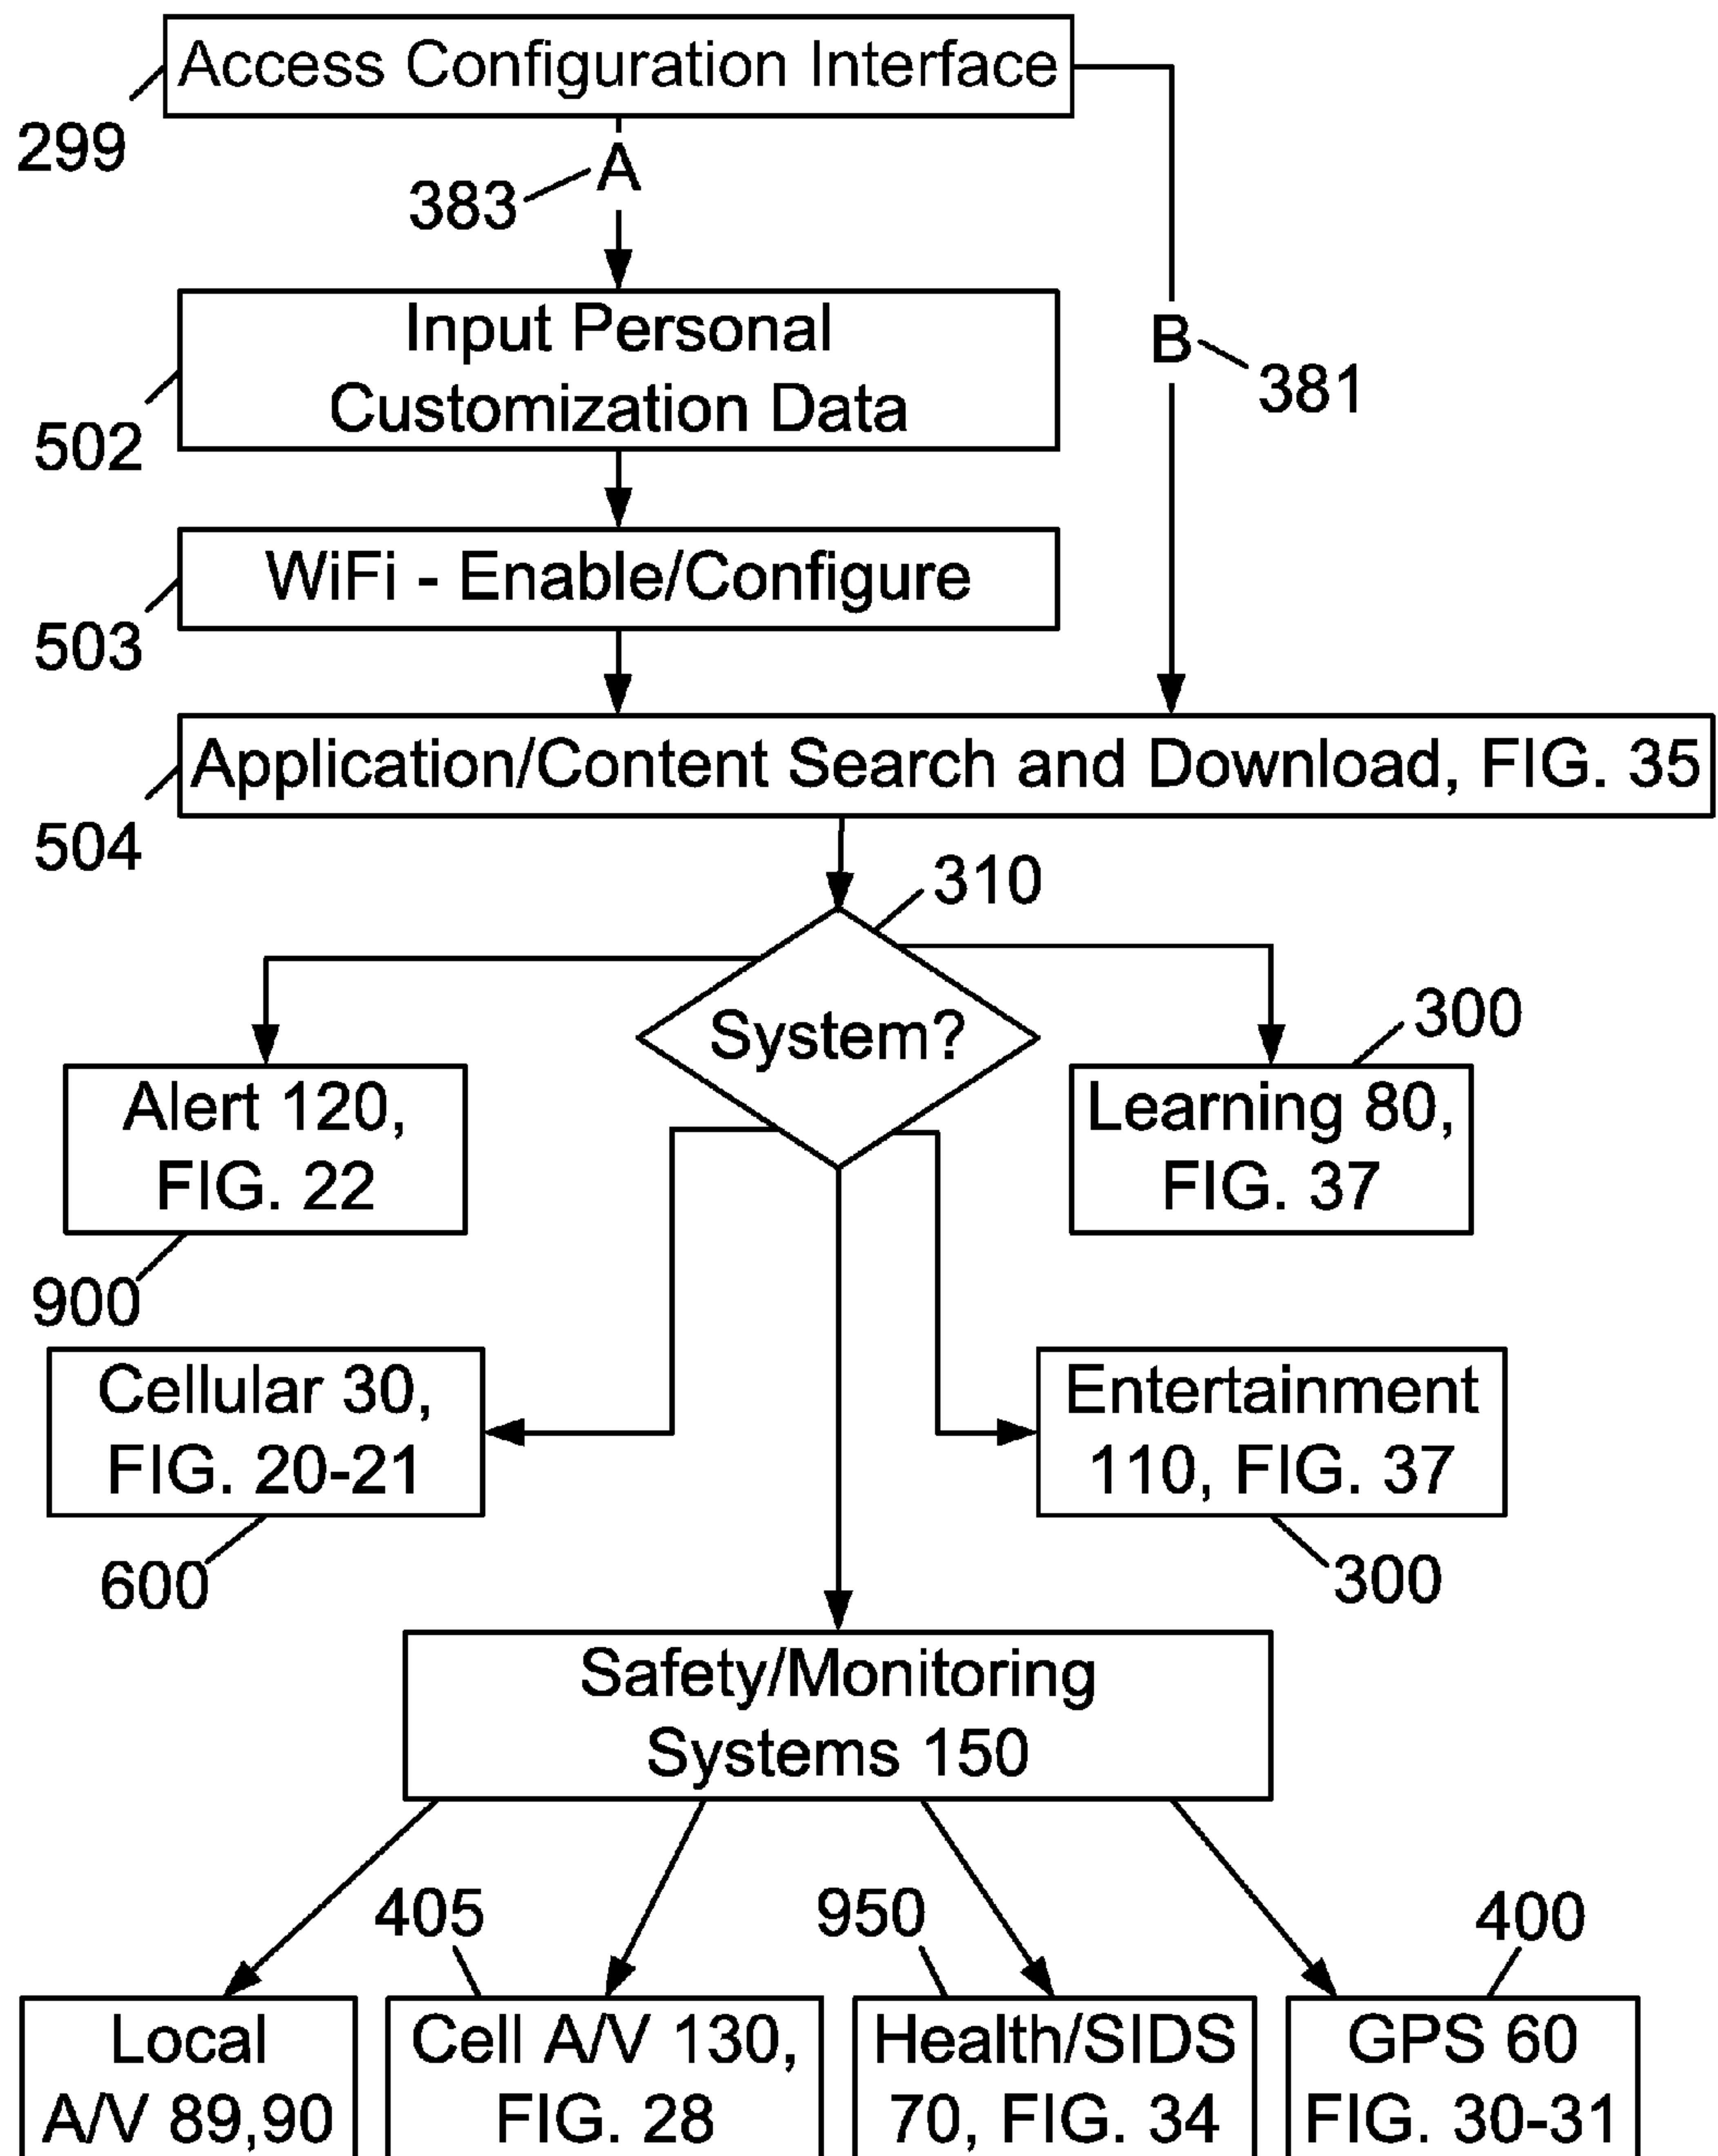 Access Configuration Interface
299
A
383
Input Personal
Customization Data
B
381
502
WiFi - Enable/Configure
503
Application/Content Search and Download, FIG. 35
504
310
System?
300
Alert 120,
FIG. 22
Learning 80,
FIG. 37
900
Cellular 30,
FIG. 20-21
Entertainment
110, FIG. 37
600
300
Safety/Monitoring
Systems 150
405
950
400
Local
A/V 89,90
Cell A/V 130,
FIG. 28
Health/SIDS
70, FIG. 34
GPS 60
FIG. 30-31